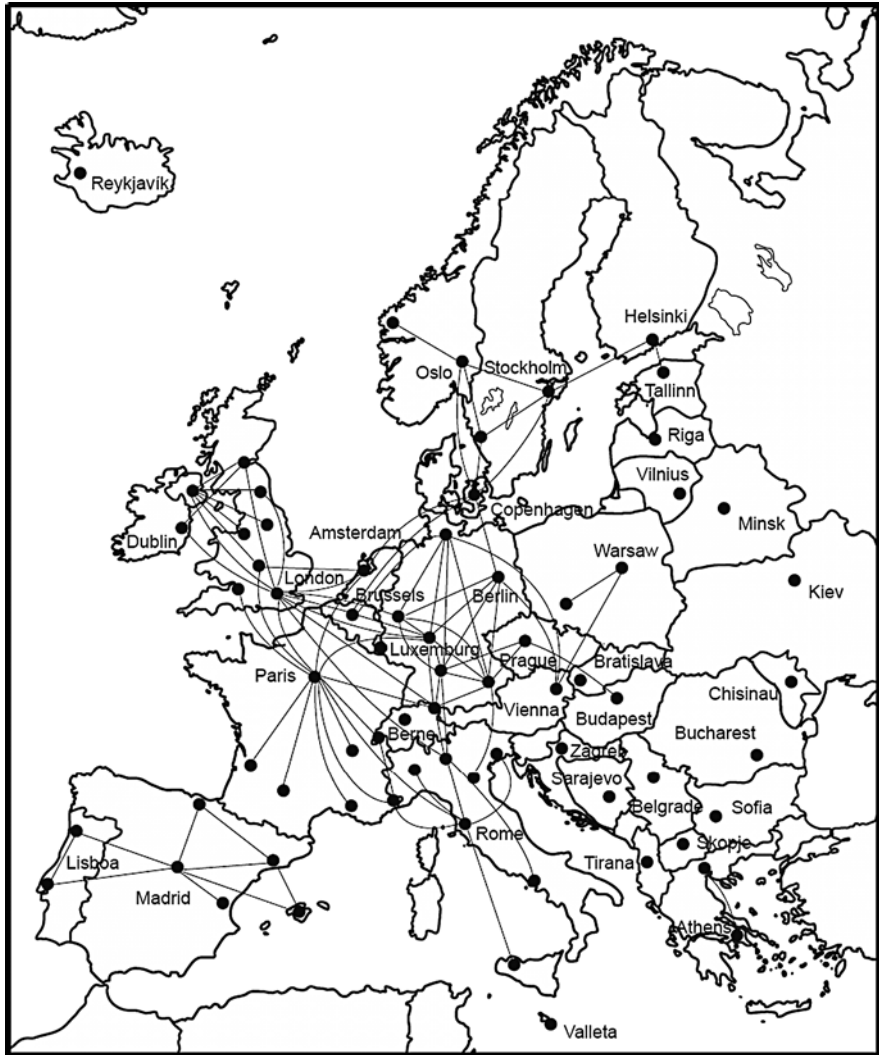 Reykjavík
Helsinki
Oslo
Stockholm
Tallinn
Riga
Vilnius
Minsk
Copenhagen
Dublin
Amsterdam
London
Warsaw
Kiev
Brussels
Berlin
Luxemburg
Prague
Bratislava
Paris
Vienna
Budapest
Chisinau
Bucharest
Berne
Zagreb
Sarajevo
Belgrade
Sofia
Rome
Skopje
Lisboa
Tirana
Madrid
Athens
Valleta